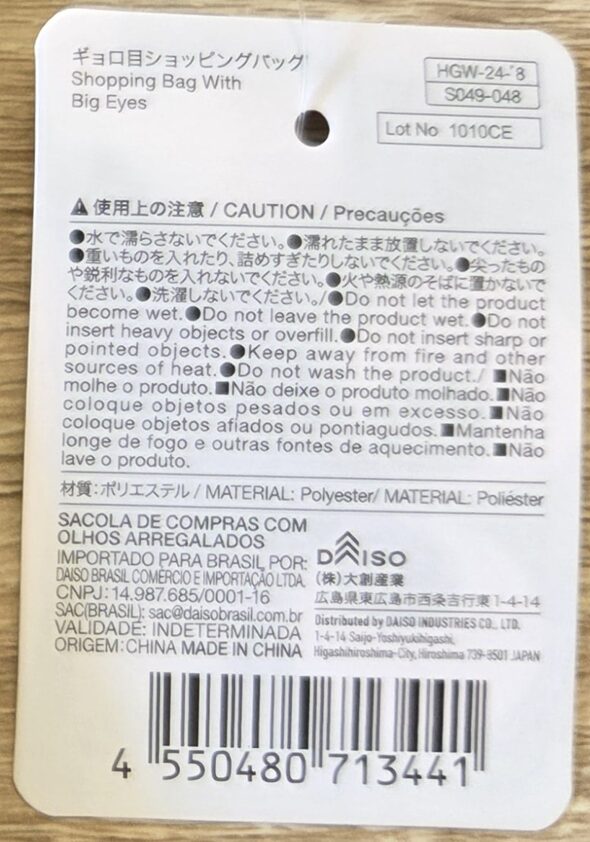 ギョロ目ショッピングバッグ
Shopping Bag With
Big Eyes
S049-048
Lot No 1010CE
⚠使用上の注意 / CAUTION / Precauções
●水で濡らさないでください。●濡れたまま放置しないでください。
●重いものを入れたり、詰めすぎたりしないでください。●尖ったもの
や鋭利なものを入れないでください。●火や熱源のそばに置かないで
ください。●洗濯しないでください。/●Do not let the product
become wet.●Do not leave the product wet.●Do not
insert heavy objects or overfill.●Do not insert sharp or
pointed objects.●Keep away from fire and other
sources of heat.●Do not wash the product./ ■Não
molhe o produto.■Não deixe o produto molhado.■Não
coloque objetos pesados ou em excesso.■Não
coloque objetos afiados ou pontiagudos.■Mantenha
longe de fogo e outras fontes de aquecimento.■Não
lave o produto.
材質:ポリエステル / MATERIAL: Polyester/ MATERIAL: Poliéster
SACOLA DE COMPRAS COM
OLHOS ARREGALADOS
IMPORTADO PARA BRASIL POR:
DAISO BRASIL COMÉRCIO E IMPORTAÇÃO LTDA.
CNPJ: 14.987.685/0001-16
SAC(BRASIL): sac@daisobrasil.com.br
VALIDADE: INDETERMINADA
ORIGEM: CHINA MADE IN CHINA
DAISO
(株)大創産業
広島県東広島市西条吉行東1-4-14
Distributed by DAISO INDUSTRIES CO., LTD.
1-4-14 Saijo-Yoshiyukihigashi,
Higashihiroshima-City, Hiroshima 739-8501 JAPAN
4 550480 713441